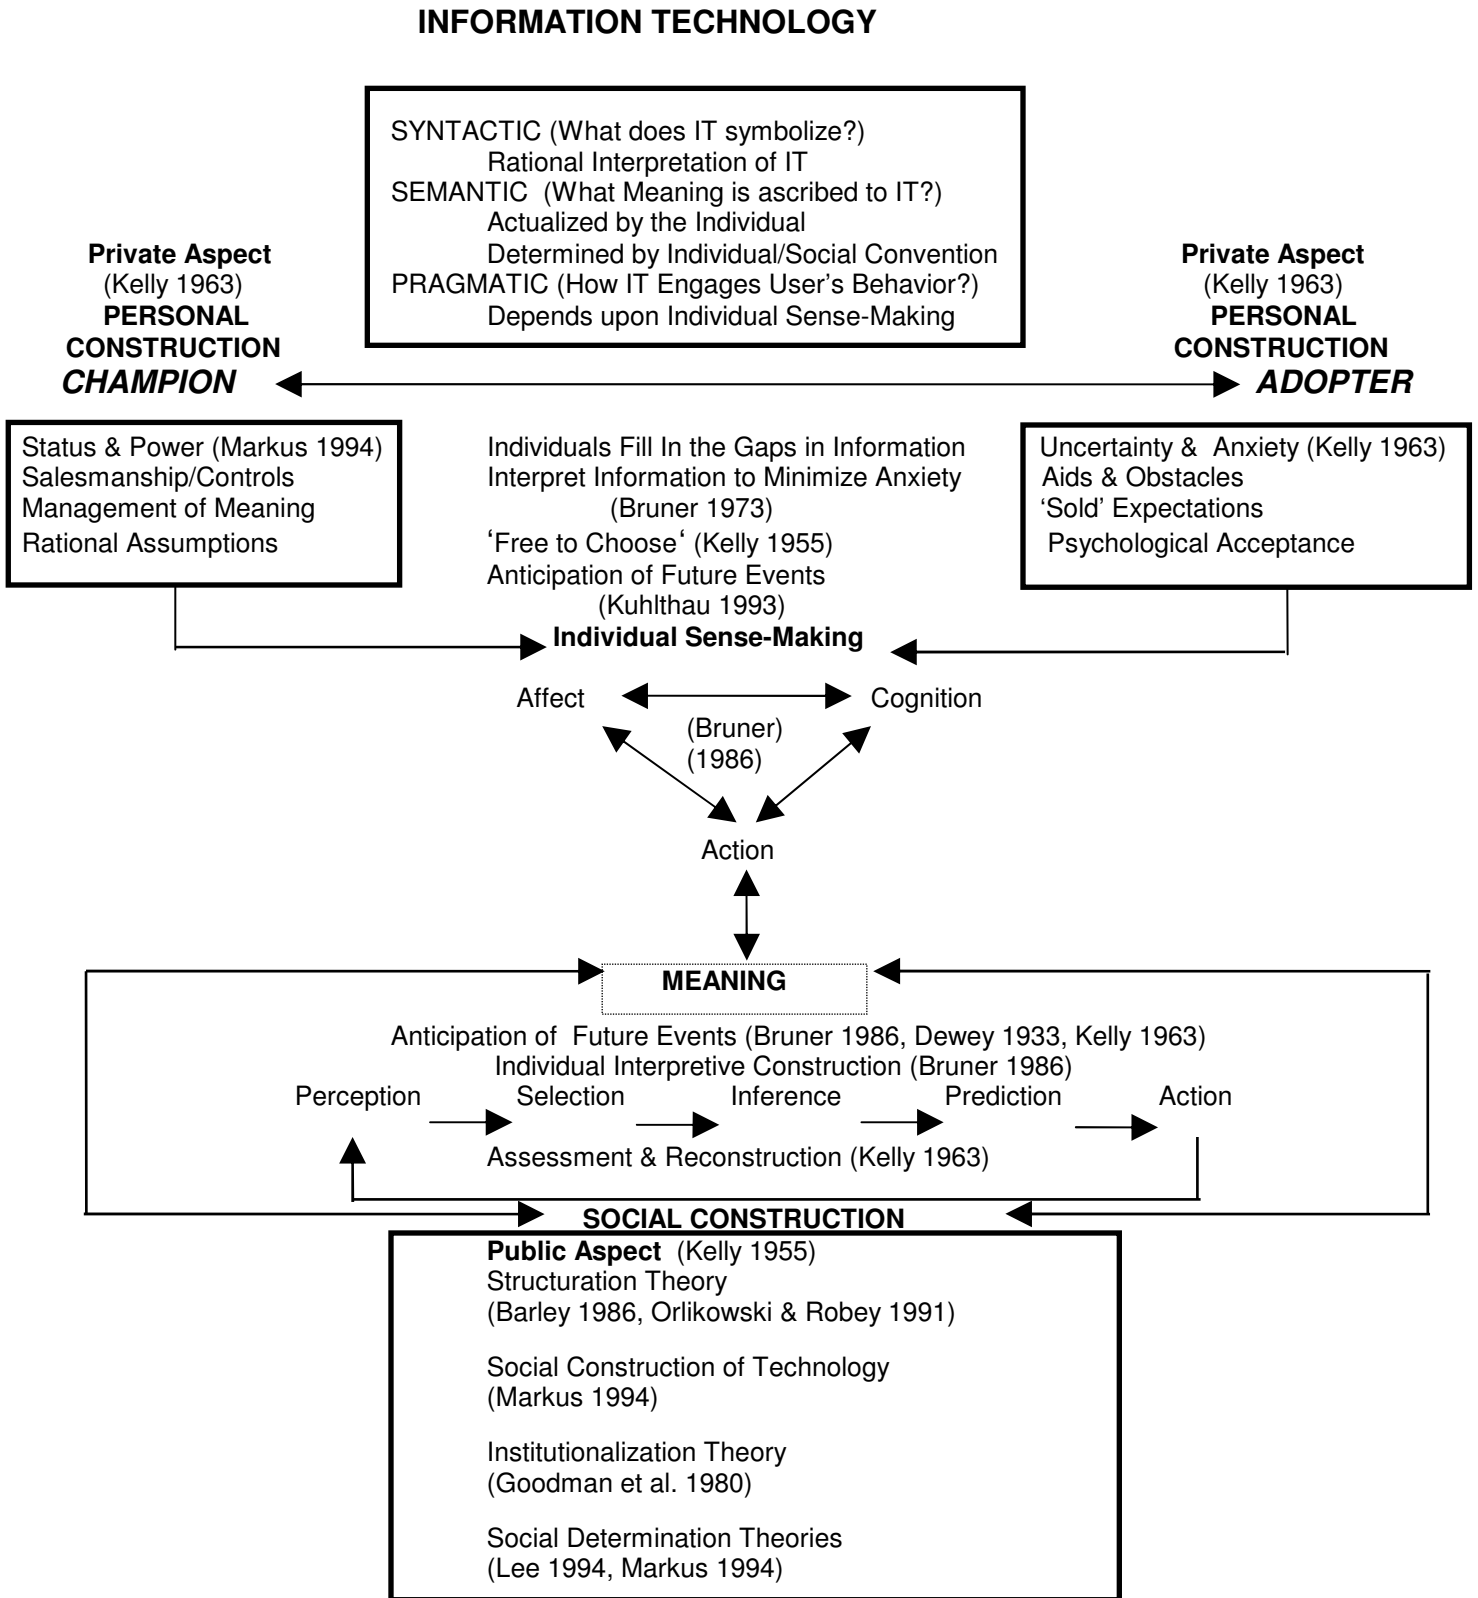 INFORMATION TECHNOLOGY
SYNTACTIC (What does IT symbolize?)
Rational Interpretation of IT
SEMANTIC (What Meaning is ascribed to IT?)
Actualized by the Individual
Determined by Individual/Social Convention
PRAGMATIC (How IT Engages User's Behavior?)
Depends upon Individual Sense-Making
Private Aspect
(Kelly 1963)
PERSONAL
CONSTRUCTION
CHAMPION
Private Aspect
(Kelly 1963)
PERSONAL
CONSTRUCTION
ADOPTER
Status & Power (Markus 1994)
Salesmanship/Controls
Management of Meaning
Rational Assumptions
Individuals Fill In the Gaps in Information
Interpret Information to Minimize Anxiety
(Bruner 1973)
‘Free to Choose‘ (Kelly 1955)
Anticipation of Future Events
(Kuhlthau 1993)
Individual Sense-Making
Uncertainty & Anxiety (Kelly 1963)
Aids & Obstacles
‘Sold’ Expectations
Psychological Acceptance
Affect
Cognition
(Bruner)
(1986)
Action
MEANING
Anticipation of Future Events (Bruner 1986, Dewey 1933, Kelly 1963)
Individual Interpretive Construction (Bruner 1986)
Perception Selection Inference Prediction Action
Assessment & Reconstruction (Kelly 1963)
SOCIAL CONSTRUCTION
Public Aspect (Kelly 1955)
Structuration Theory
(Barley 1986, Orlikowski & Robey 1991)
Social Construction of Technology
(Markus 1994)
Institutionalization Theory
(Goodman et al. 1980)
Social Determination Theories
(Lee 1994, Markus 1994)